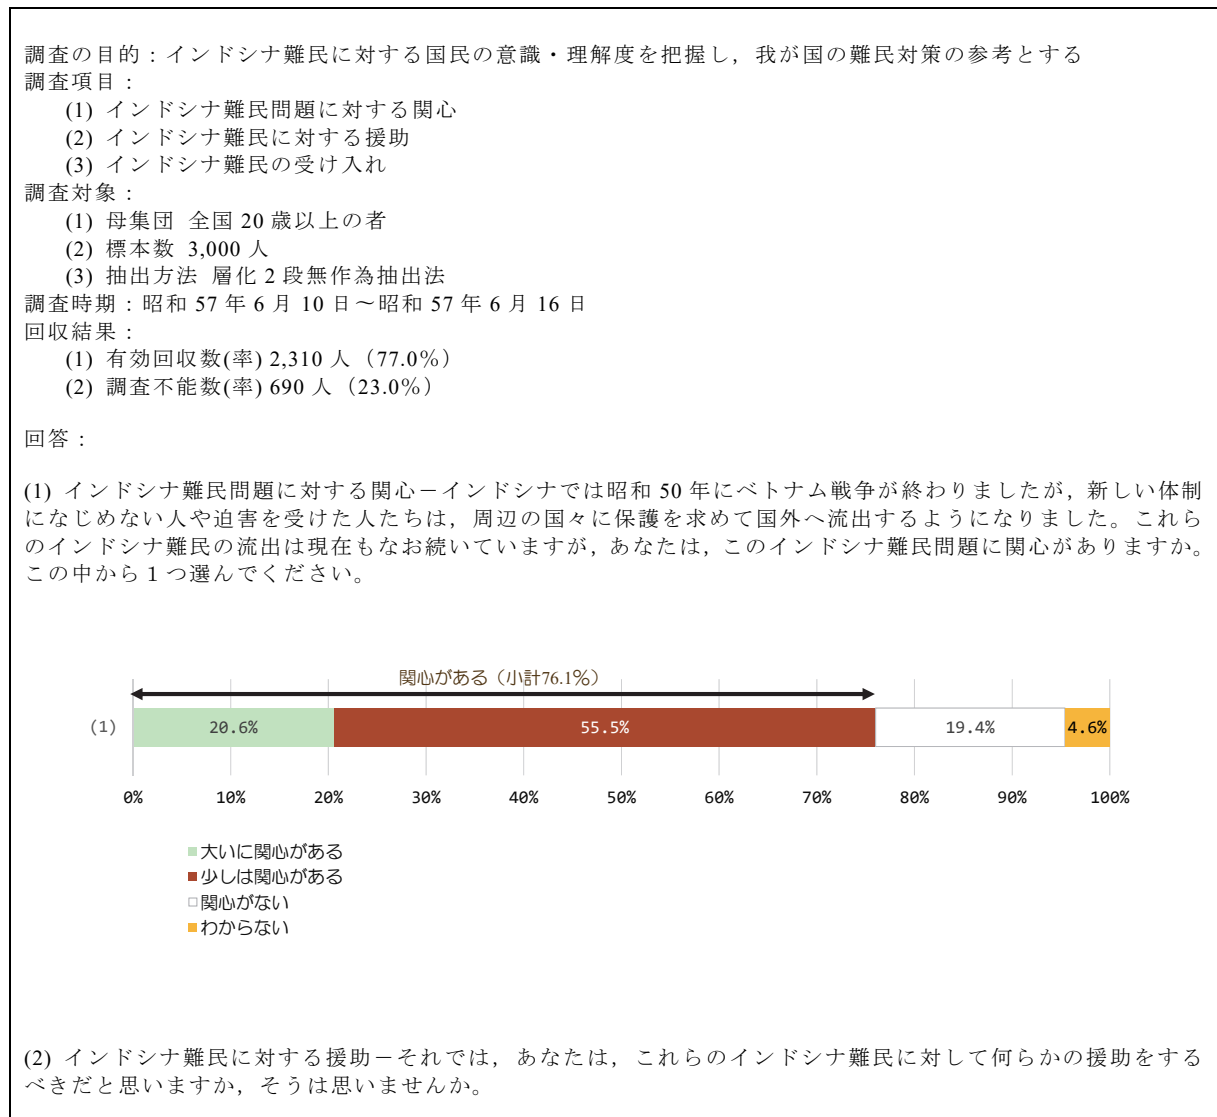 調査の目的：インドシナ難民に対する国民の意識・理解度を把握し，我が国の難民対策の参考とする
調査項目：
(1) インドシナ難民問題に対する関心
(2) インドシナ難民に対する援助
(3) インドシナ難民の受け入れ
調査対象：
(1) 母集団 全国 20 歳以上の者
(2) 標本数 3,000 人
(3) 抽出方法 層化 2 段無作為抽出法
調査時期：昭和 57 年 6 月 10 日～昭和 57 年 6 月 16 日
回収結果：
(1) 有効回収数(率) 2,310 人（77.0％）
(2) 調査不能数(率) 690 人（23.0％）
回答：
(1) インドシナ難民問題に対する関心－インドシナでは昭和 50 年にベトナム戦争が終わりましたが，新しい体制
になじめない人や迫害を受けた人たちは，周辺の国々に保護を求めて国外へ流出するようになりました。これら
のインドシナ難民の流出は現在もなお続いていますが，あなたは，このインドシナ難民問題に関心がありますか。
この中から１つ選んでください。
関心がある（小計76.1％）
(1) 20.6% 55.5% 19.4% 4.6%
0% 10% 20% 30% 40% 50% 60% 70% 80% 90% 100%
大いに関心がある
少しは関心がある
関心がない
わからない
(2) インドシナ難民に対する援助－それでは，あなたは，これらのインドシナ難民に対して何らかの援助をする
べきだと思いますか，そうは思いませんか。